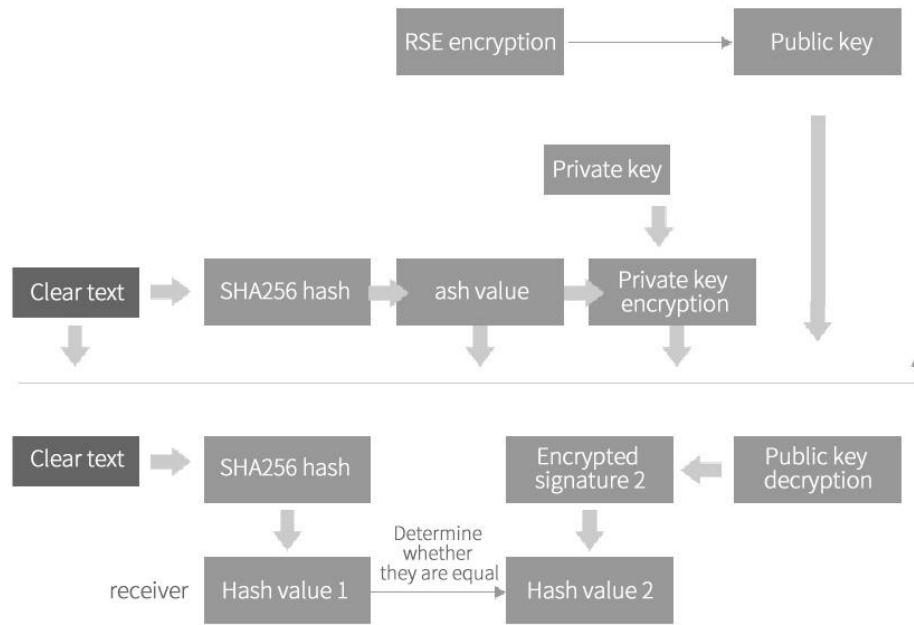 RSE encryption
Public key
Private key
Clear text
SHA256 hash
ash value
Private key
encryption
Clear text
SHA256 hash
Encrypted
signature 2
Public key
decryption
Determine
whether
they are equal
receiver
Hash value 1
Hash value 2